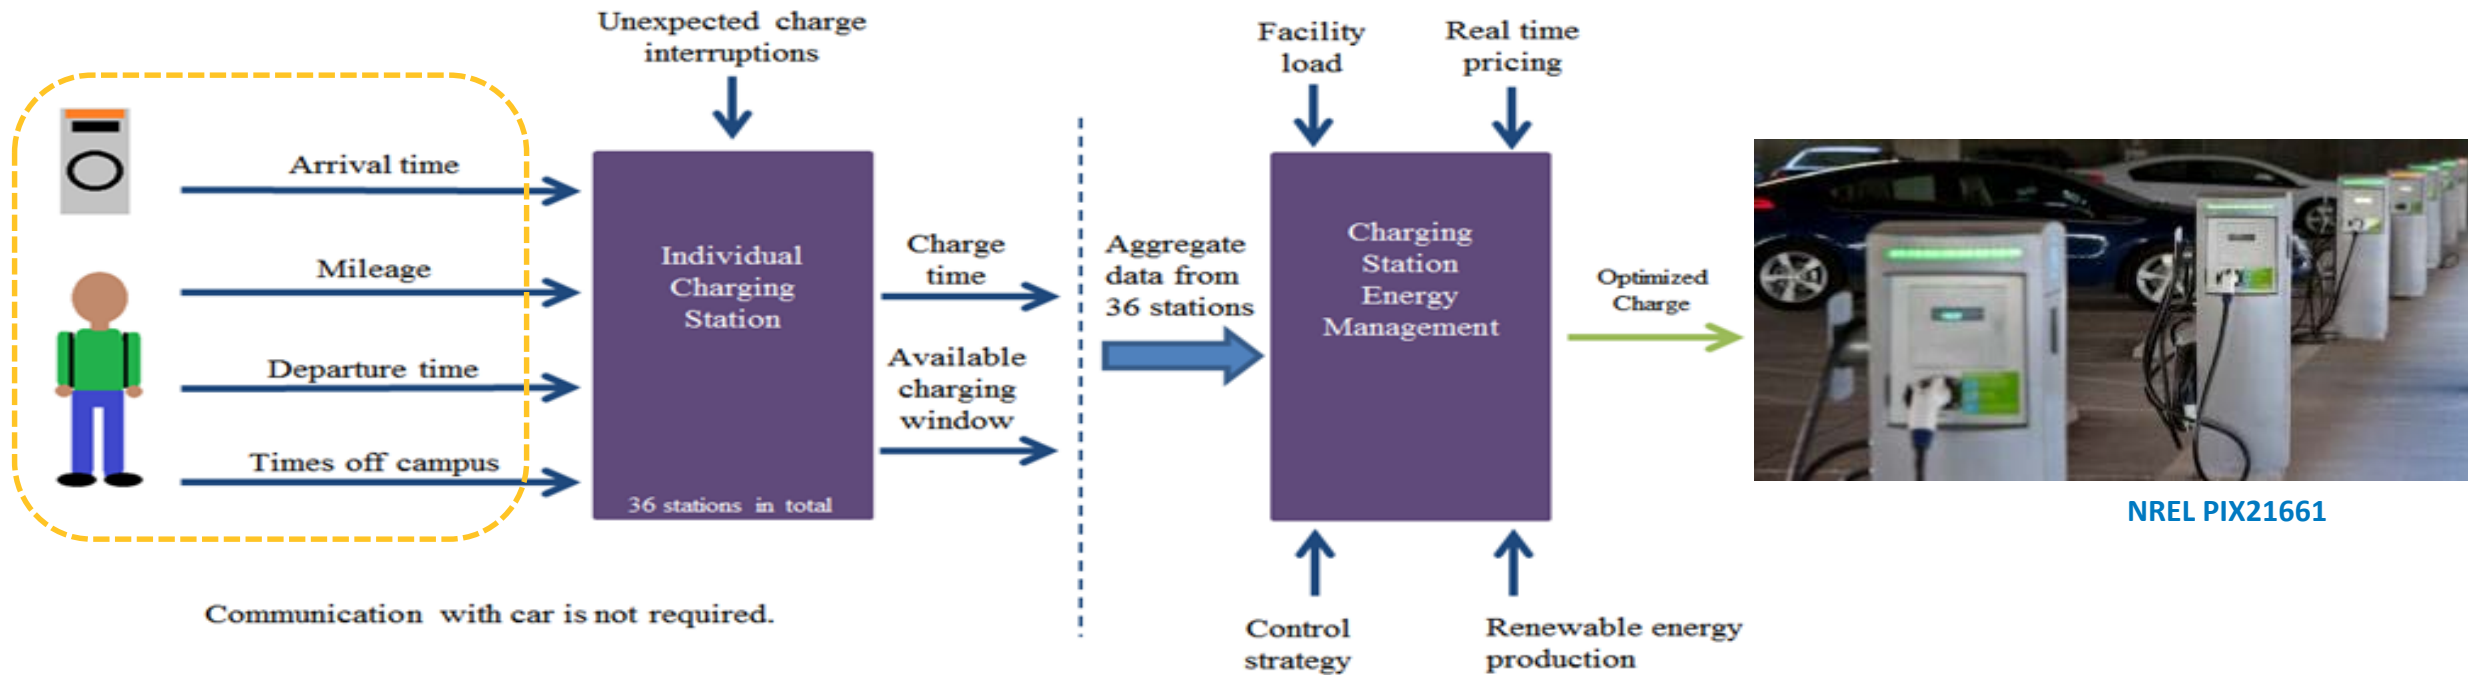 Unexpected charge
interruptions
Arrival time
Mileage
Departure time
Times off campus
Individual
Charging
Station
36 stations in total
Charge
time
Available
charging
window
Communication with car is not required.
Aggregate
data from
36 stations
Facility
load
Real time
pricing
Charging
Station
Energy
Management
Control
strategy
Renewable energy
production
Optimized
Charge
NREL PIX21661